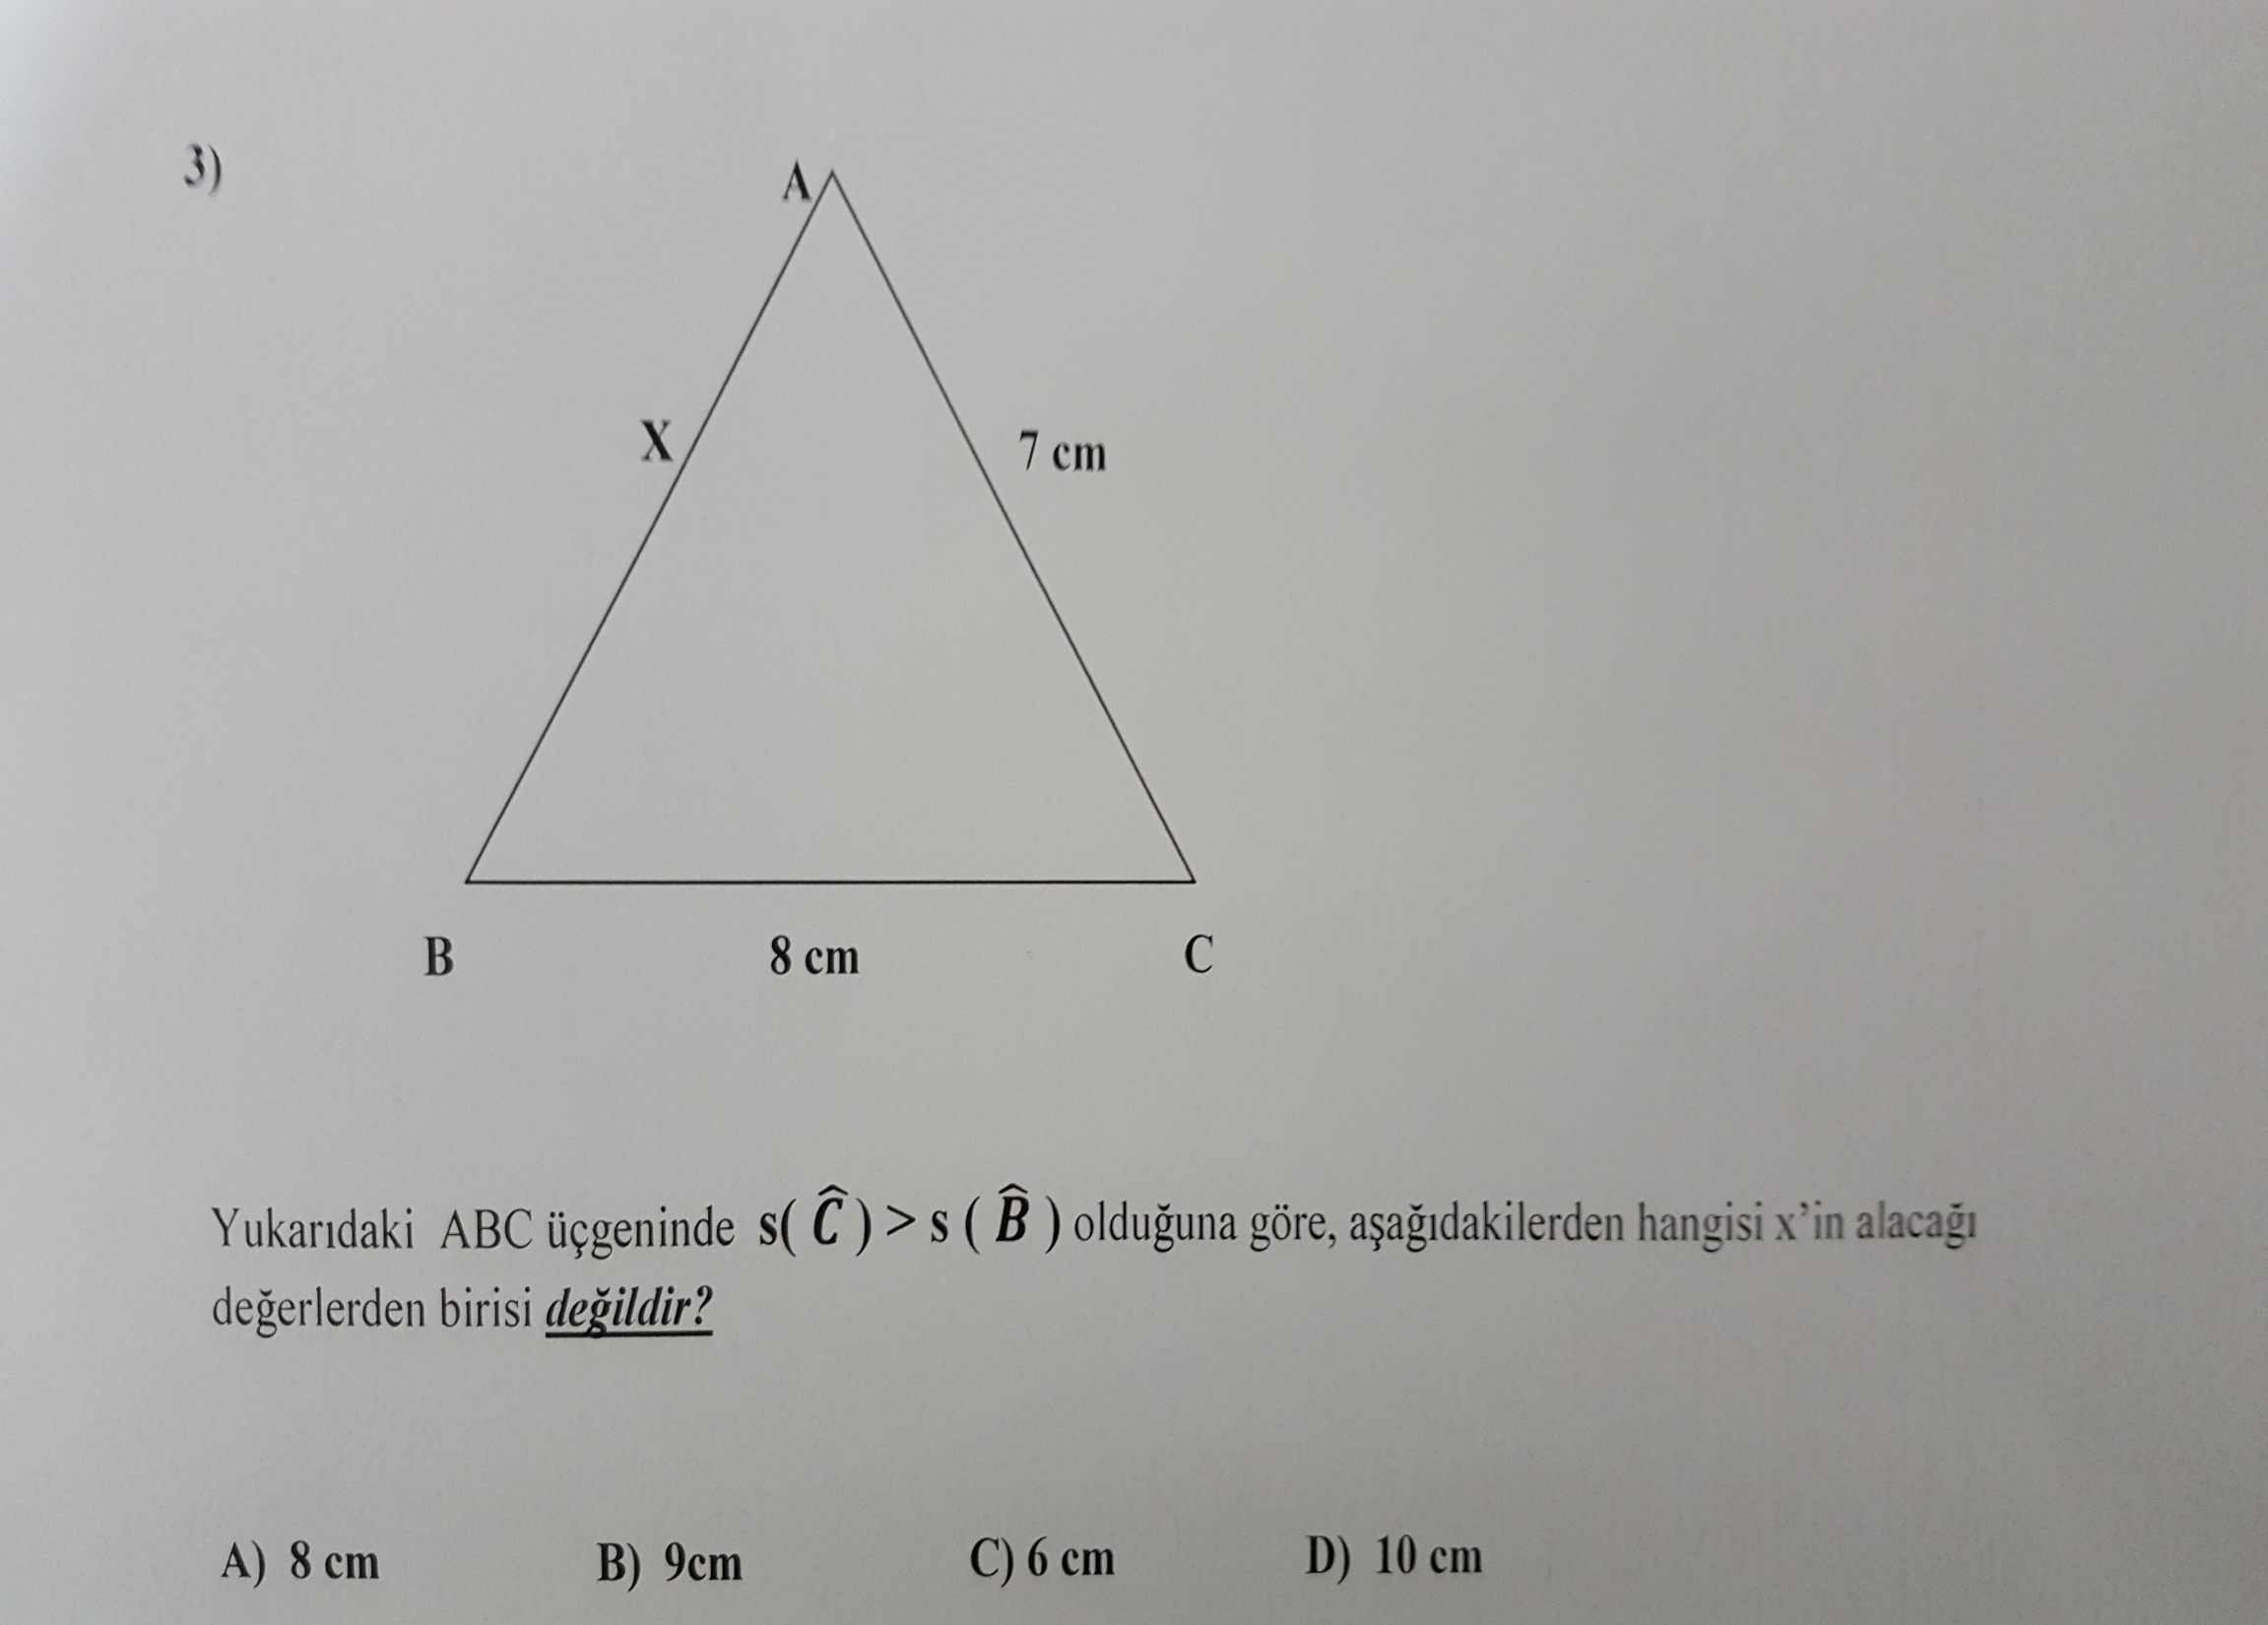 3)
A
X
7 cm
B
8 cm
C
Yukarıdaki ABC üçgeninde s( Ĉ ) > s ( B̂ ) olduğuna göre, aşağıdakilerden hangisi x’in alacağı
değerlerden birisi değildir?
A) 8 cm B) 9cm C) 6 cm D) 10 cm